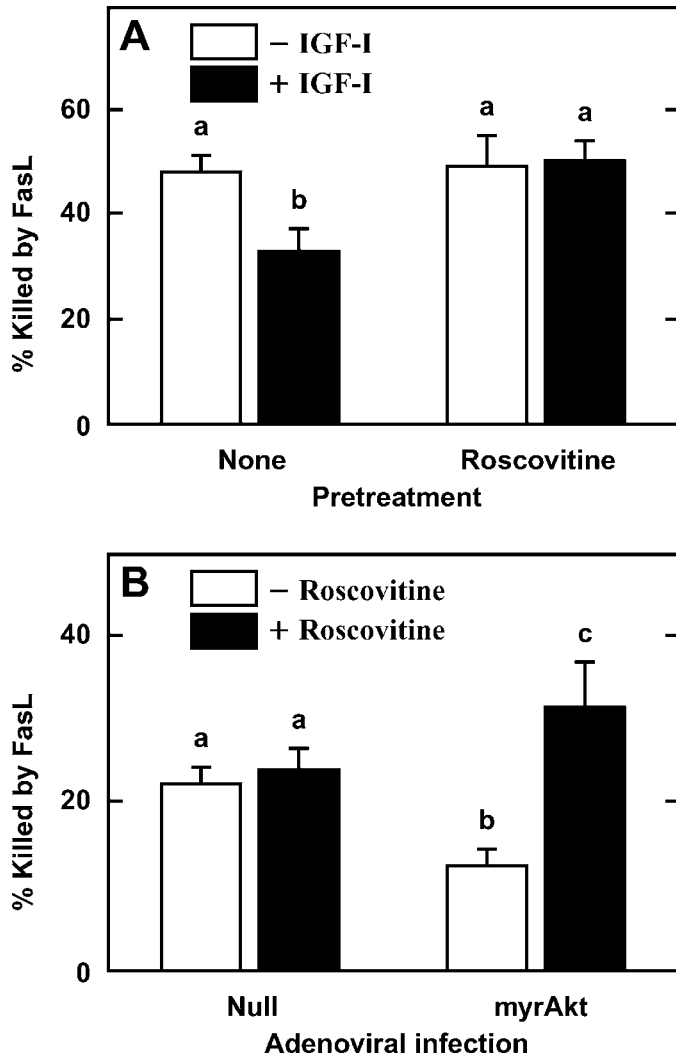 A
– IGF-I
+ IGF-I
60
40
20
0
% Killed by FasL
a
b
a
a
None
Roscovitine
Pretreatment
B
– Roscovitine
+ Roscovitine
40
20
0
% Killed by FasL
a
a
b
c
Null
myrAkt
Adenoviral infection